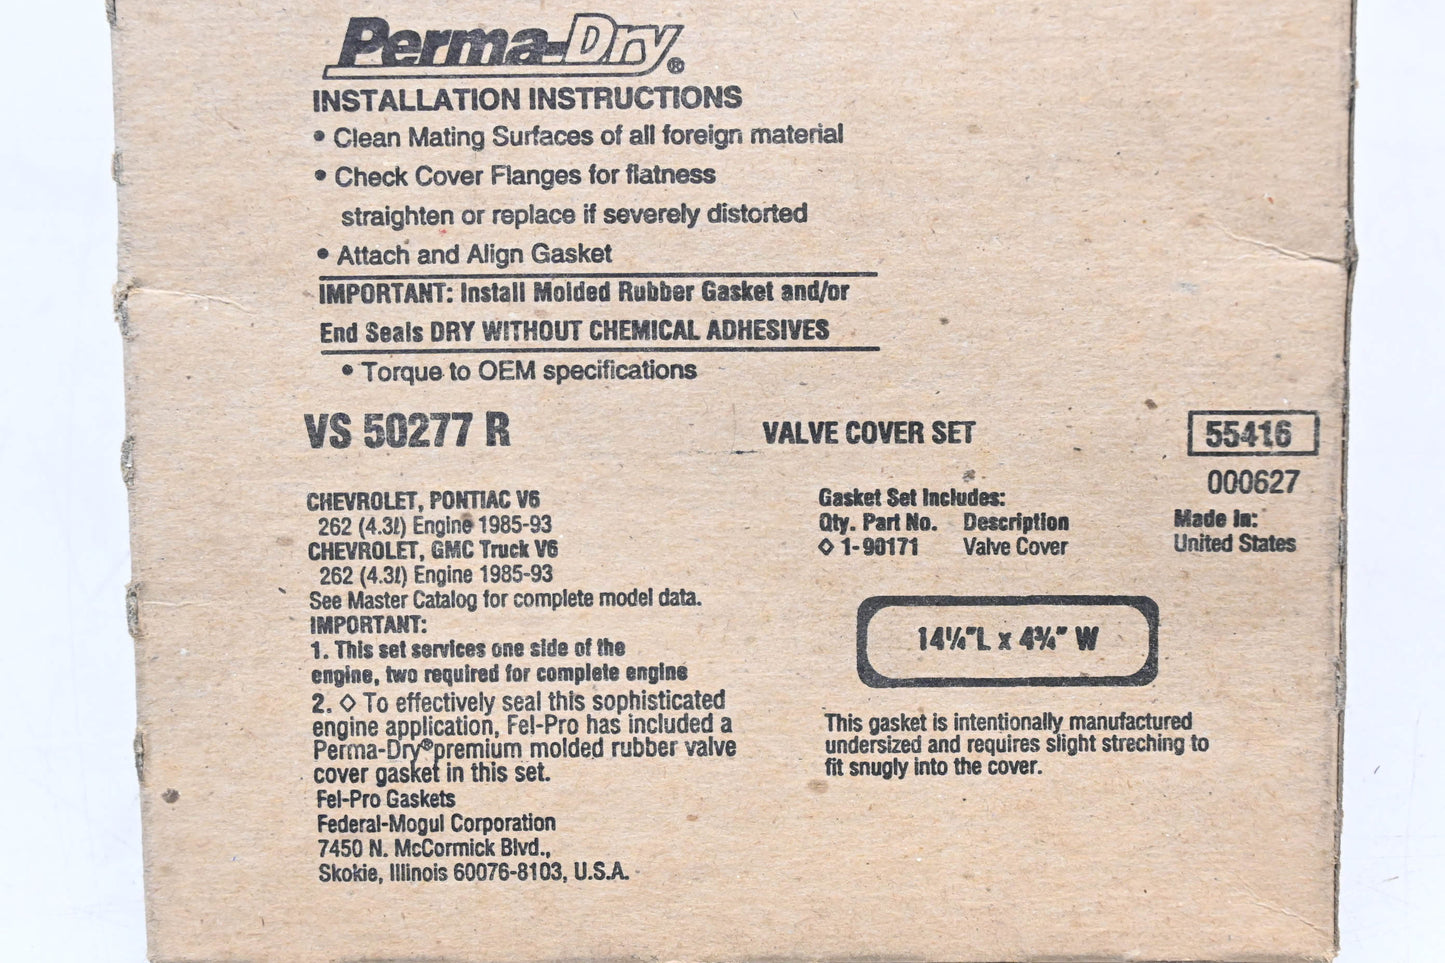 Perma-Dry®
INSTALLATION INSTRUCTIONS
• Clean Mating Surfaces of all foreign material
• Check Cover Flanges for flatness
straighten or replace if severely distorted
• Attach and Align Gasket
IMPORTANT: Install Molded Rubber Gasket and/or
End Seals DRY WITHOUT CHEMICAL ADHESIVES
• Torque to OEM specifications
VS 50277 R
VALVE COVER SET
55416
000627
Made in:
United States
CHEVROLET, PONTIAC V6
262 (4.3ℓ) Engine 1985-93
CHEVROLET, GMC Truck V6
262 (4.3ℓ) Engine 1985-93
See Master Catalog for complete model data.
IMPORTANT:
1. This set services one side of the
engine, two required for complete engine
2. ◇ To effectively seal this sophisticated
engine application, Fel-Pro has included a
Perma-Dry® premium molded rubber valve
cover gasket in this set.
Fel-Pro Gaskets
Federal-Mogul Corporation
7450 N. McCormick Blvd.,
Skokie, Illinois 60076-8103, U.S.A.
Gasket Set Includes:
Qty. Part No. Description
◇ 1-90171 Valve Cover
14¼"L x 4¾" W
This gasket is intentionally manufactured
undersized and requires slight streching to
fit snugly into the cover.